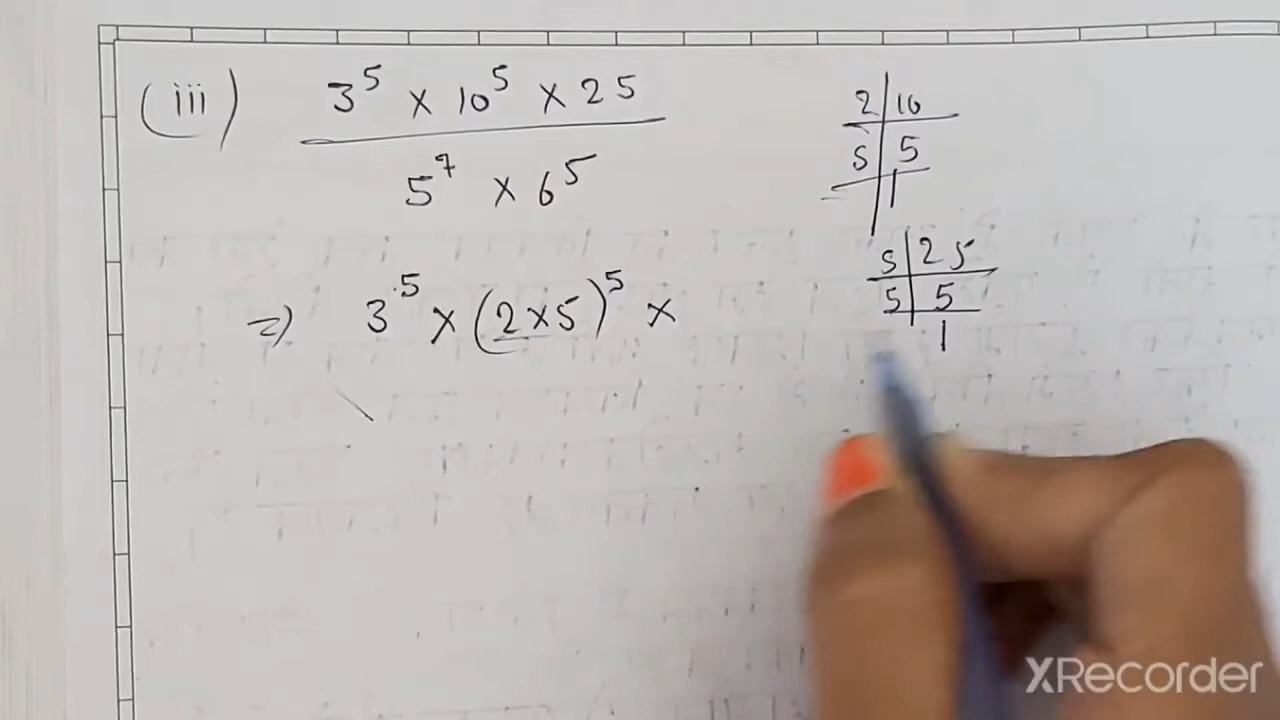 (iii) 3^5 × 10^5 × 25
5^7 × 6^5
=) 3^5 × (2×5)^5 ×
2 | 10
5 | 5
1
5 | 25
5 | 5
1
XRecorder